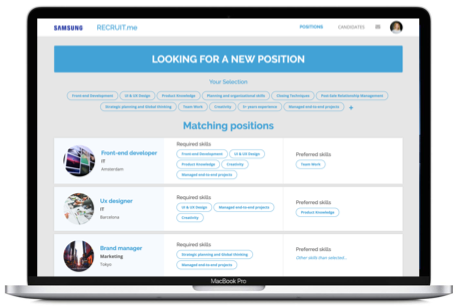 SAMSUNG RECRUIT.me POSITIONS CANDIDATES
LOOKING FOR A NEW POSITION
Your Selection
Front-end Development UI & UX Design Product Knowledge Planning and organizational skills Closing Techniques Post-Sale Relationship Management
Strategic planning and Global thinking Team Work Creativity 5+ years experience Managed end-to-end projects +
Matching positions
Front-end developer
IT
Amsterdam
Required skills
Front-end Development UI & UX Design
Product Knowledge Creativity
Managed end-to-end projects
Preferred skills
Team Work
Ux designer
IT
Barcelona
Required skills
UI & UX Design Managed end-to-end projects
Creativity
Preferred skills
Product Knowledge
Brand manager
Marketing
Tokyo
Required skills
Strategic planning and Global thinking
Managed end-to-end projects
Preferred skills
Other skills than selected...
MacBook Pro